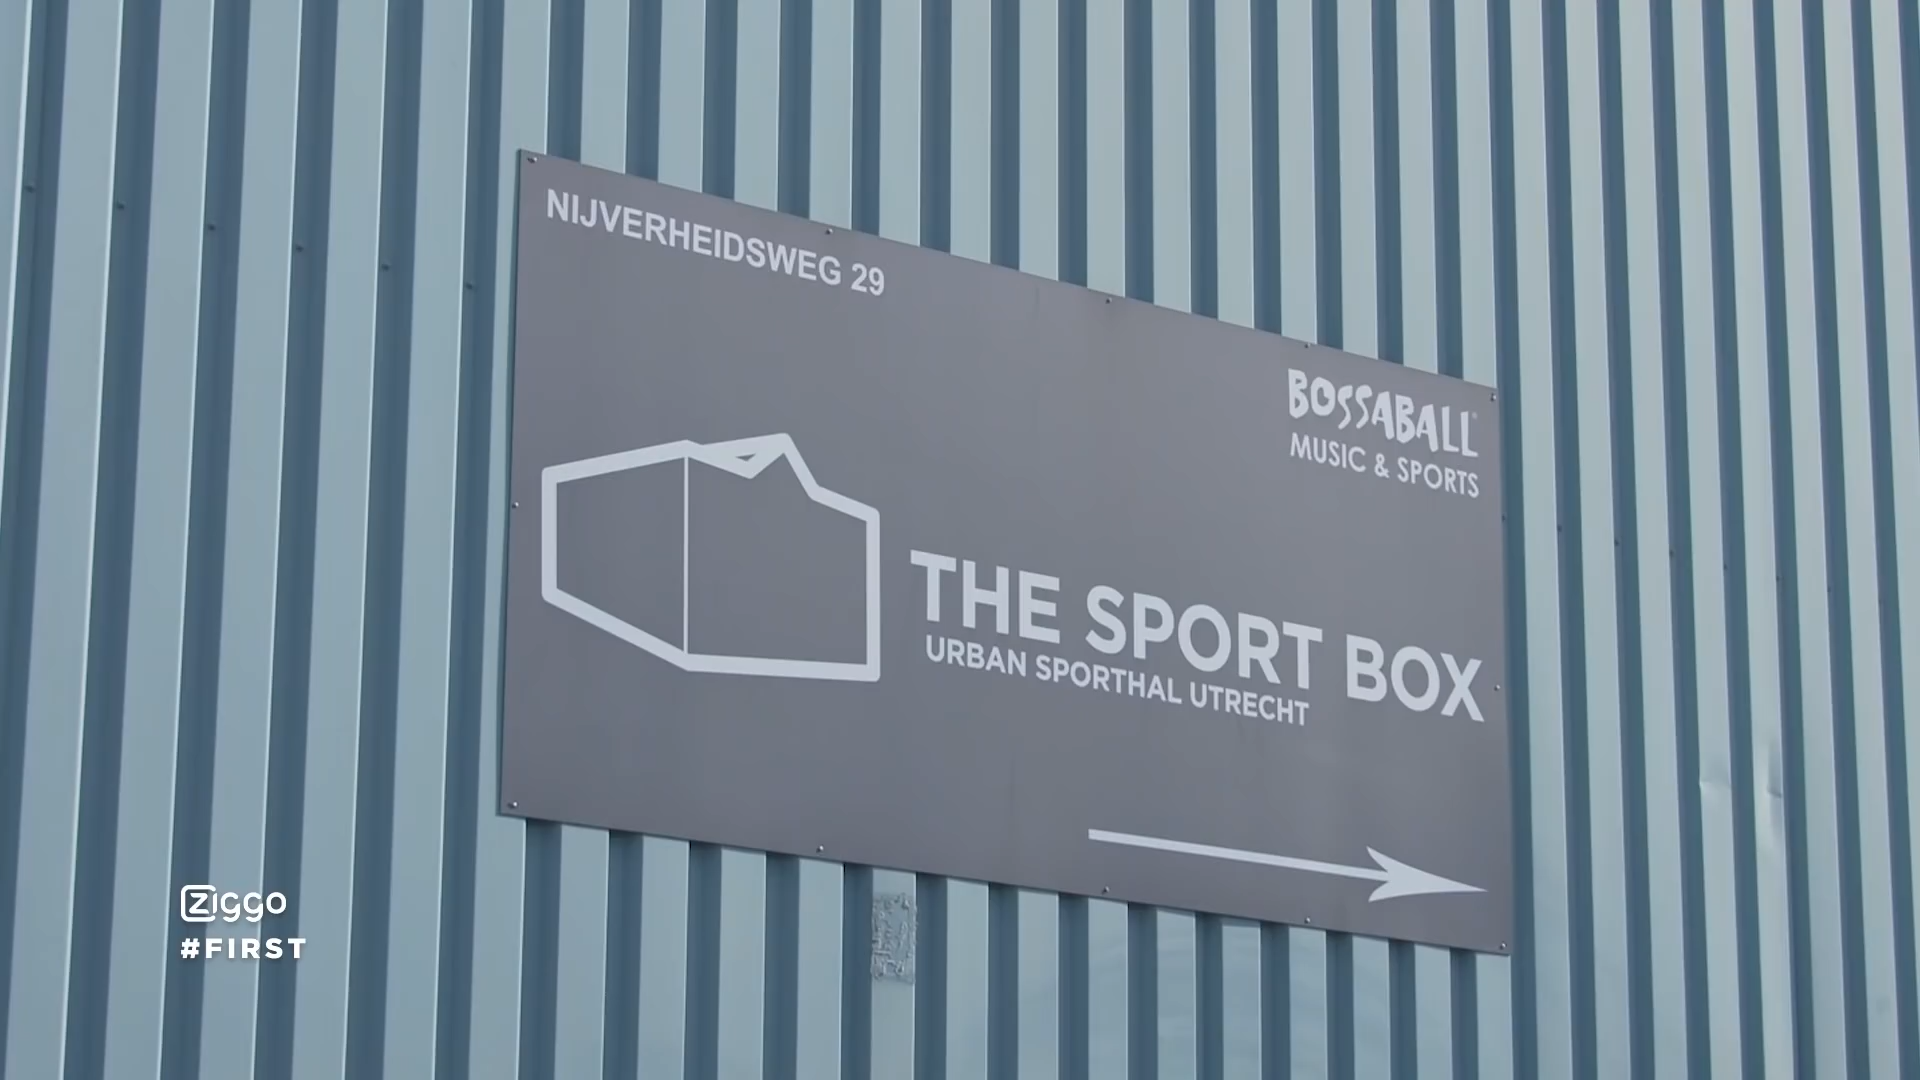 NIJVERHEIDSWEG 29
BOSSABALL®
MUSIC & SPORTS
THE SPORT BOX
URBAN SPORTHAL UTRECHT
Ziggo
#FIRST